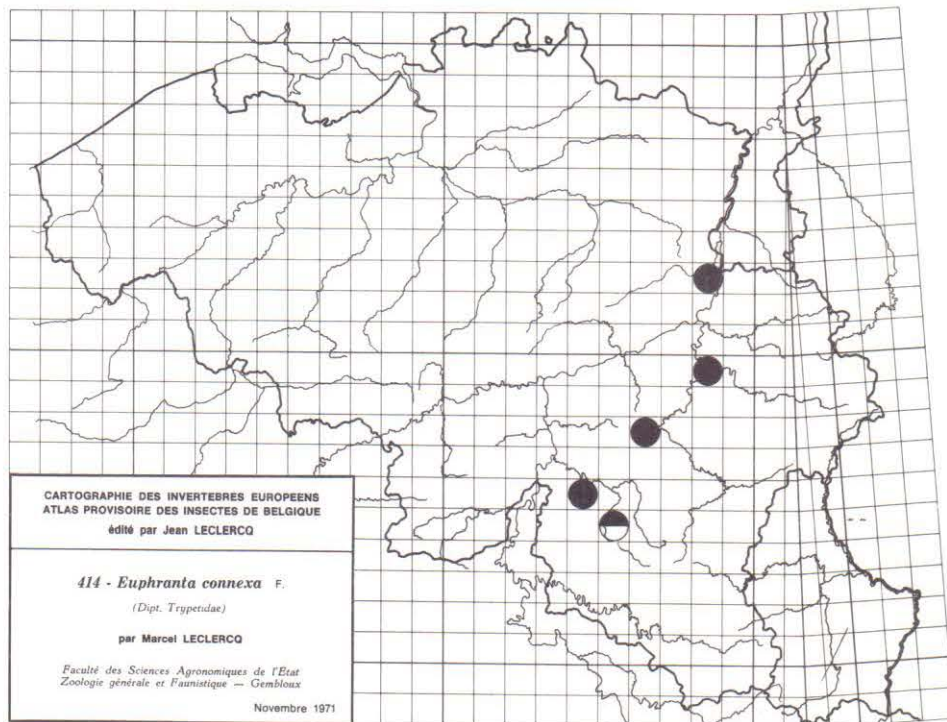 CARTOGRAPHIE DES INVERTEBRES EUROPEENS
ATLAS PROVISOIRE DES INSECTES DE BELGIQUE
édité par Jean LECLERCQ
414 - Euphranta connexa F.
(Dipt. Trypetidae)
par Marcel LECLERCQ
Faculté des Sciences Agronomiques de l'Etat
Zoologie générale et Faunistique — Gembloux
Novembre 1971